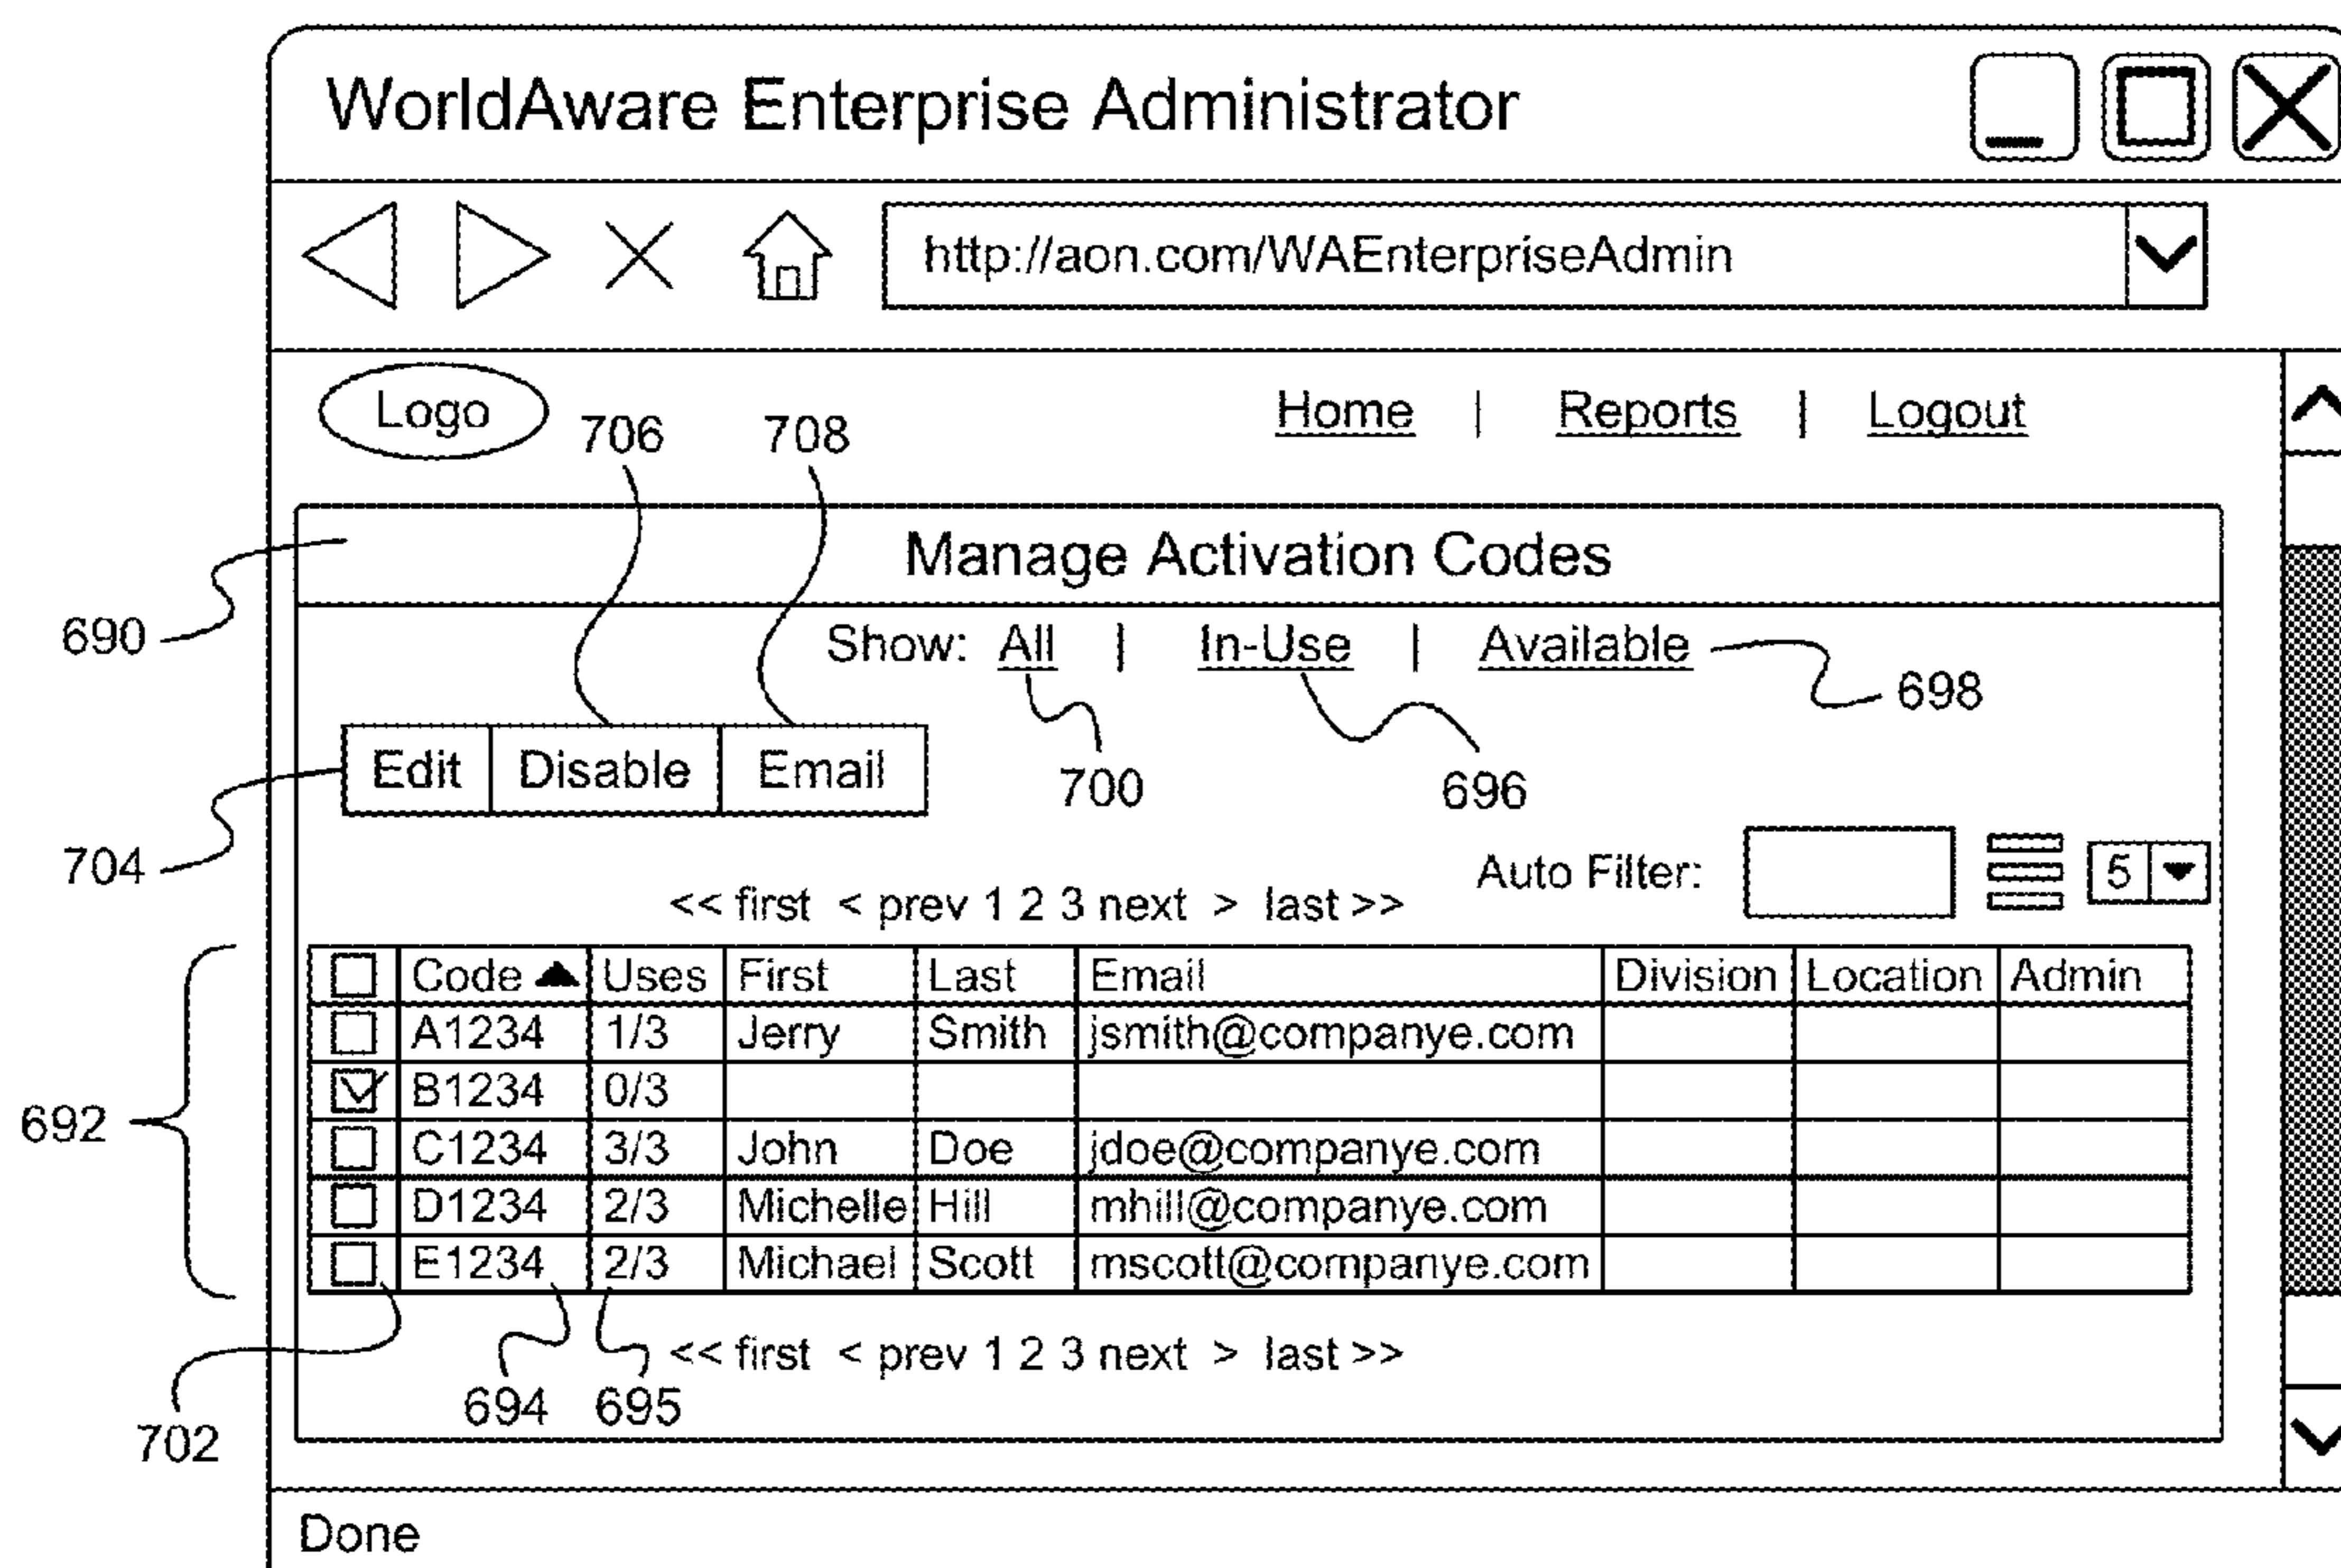 WorldAware Enterprise Administrator
http://aon.com/WAEnterpriseAdmin
Logo
706
708
Home | Reports | Logout
690
Manage Activation Codes
Show: All | In-Use | Available
698
700
696
704
Edit Disable Email
Auto Filter: 5
<< first < prev 1 2 3 next > last >>
692
Code Uses First Last Email Division Location Admin
A1234 1/3 Jerry Smith jsmith@companye.com
B1234 0/3
C1234 3/3 John Doe jdoe@companye.com
D1234 2/3 Michelle Hill mhill@companye.com
E1234 2/3 Michael Scott mscott@companye.com
<< first < prev 1 2 3 next > last >>
702
694
695
Done